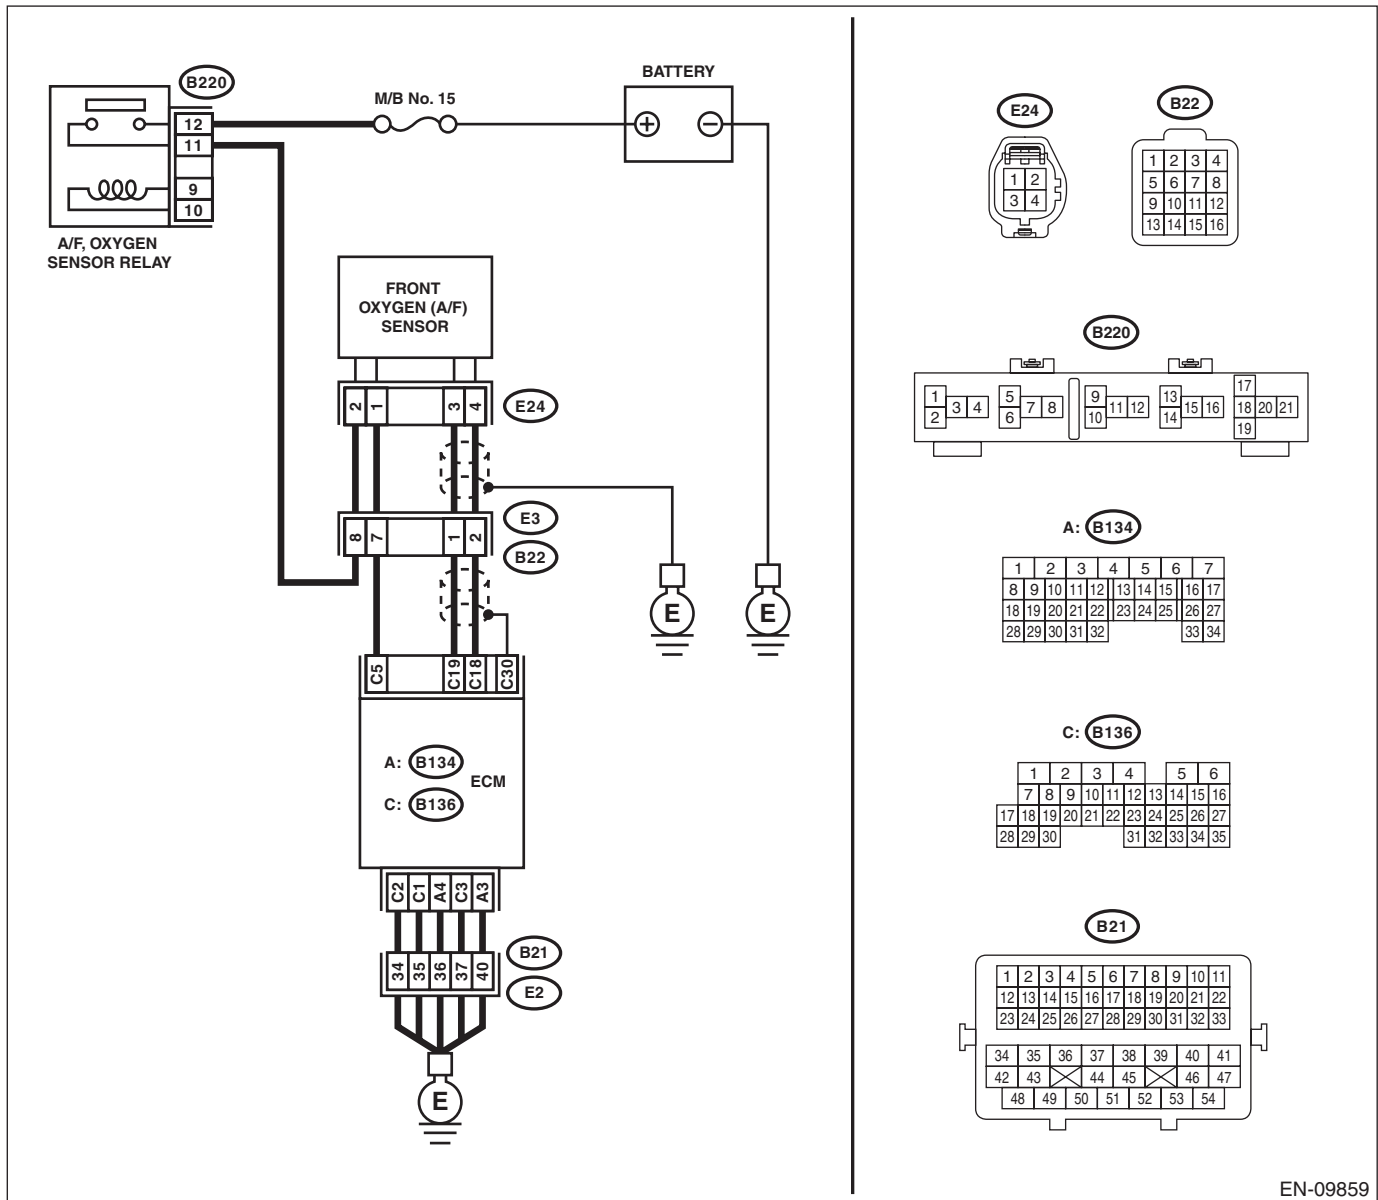 B220
M/B No. 15
BATTERY
12
11
9
10
A/F, OXYGEN
SENSOR RELAY
FRONT
OXYGEN (A/F)
SENSOR
2 1 3 4
E24
8 7 1 2
E3
B22
E E
C5 C19 C18 C30
A: B134
ECM
C: B136
C2 C1 A4 C3 A3
34 35 36 37 40
B21
E2
E
E24
1 2
3 4
B22
1 2 3 4
5 6 7 8
9 10 11 12
13 14 15 16
B220
1 2 3 4 5 6 7 8 9 10 11 12 13 14 15 16 17 18 19 20 21
A: B134
1 2 3 4 5 6 7
8 9 10 11 12 13 14 15 16 17
18 19 20 21 22 23 24 25 26 27
28 29 30 31 32 33 34
C: B136
1 2 3 4 5 6
7 8 9 10 11 12 13 14 15 16
17 18 19 20 21 22 23 24 25 26 27
28 29 30 31 32 33 34 35
B21
1 2 3 4 5 6 7 8 9 10 11
12 13 14 15 16 17 18 19 20 21 22
23 24 25 26 27 28 29 30 31 32 33
34 35 36 37 38 39 40 41
42 43 44 45 46 47
48 49 50 51 52 53 54
EN-09859